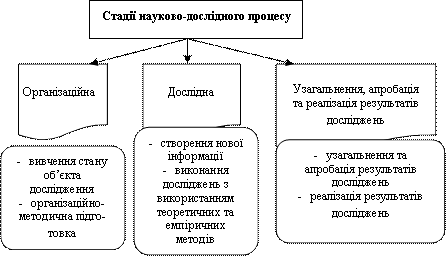 Стадії науково-дослідного процесу
Організаційна
Дослідна
Узагальнення, апробація
та реалізація результатів
досліджень
- вивчення стану
об’єкта
дослідження
- організаційно-
методична підго-
товка
- створення нової
інформації
- виконання
досліджень з
використанням
теоретичних та
емпіричних
методів
- узагальнення та
апробація результатів
досліджень
- реалізація результатів
досліджень